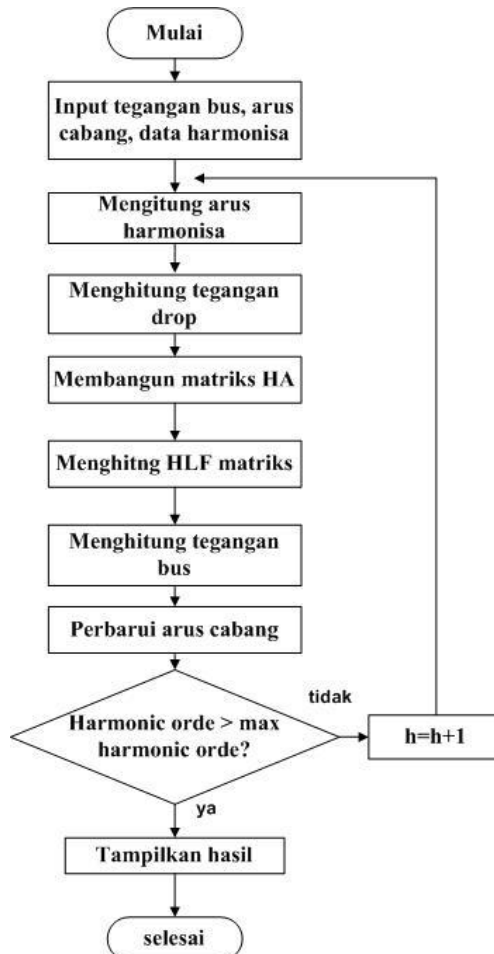 Mulai
Input tegangan bus, arus
cabang, data harmonisa
Mengitung arus
harmonisa
Menghitung tegangan
drop
Membangun matriks HA
Menghitng HLF matriks
Menghitung tegangan
bus
Perbarui arus cabang
tidak
Harmonic orde > max
harmonic orde?
h=h+1
ya
Tampilkan hasil
selesai